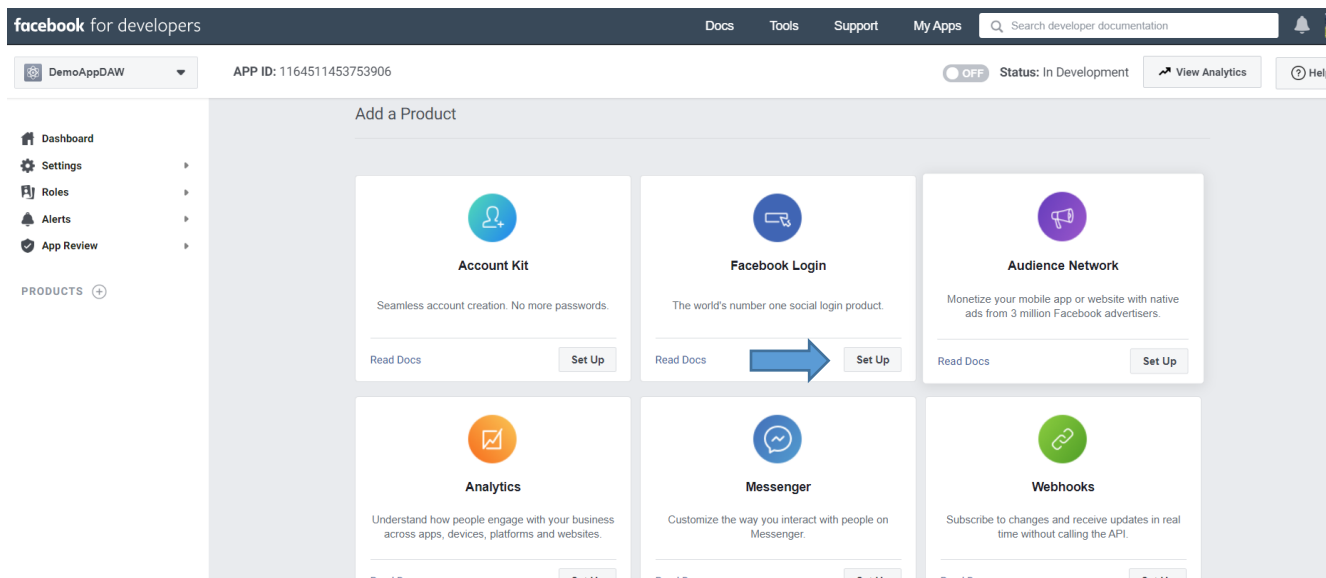 facebook for developers
Docs Tools Support My Apps Search developer documentation
DemoAppDAW APP ID: 1164511453753906 OFF Status: In Development View Analytics
Add a Product
Dashboard
Settings
Roles
Alerts
App Review
PRODUCTS
Account Kit
Seamless account creation. No more passwords.
Read Docs Set Up
Facebook Login
The world's number one social login product.
Read Docs Set Up
Audience Network
Monetize your mobile app or website with native
ads from 3 million Facebook advertisers.
Read Docs Set Up
Analytics
Understand how people engage with your business
across apps, devices, platforms and websites.
Messenger
Customize the way you interact with people on
Messenger.
Webhooks
Subscribe to changes and receive updates in real
time without calling the API.